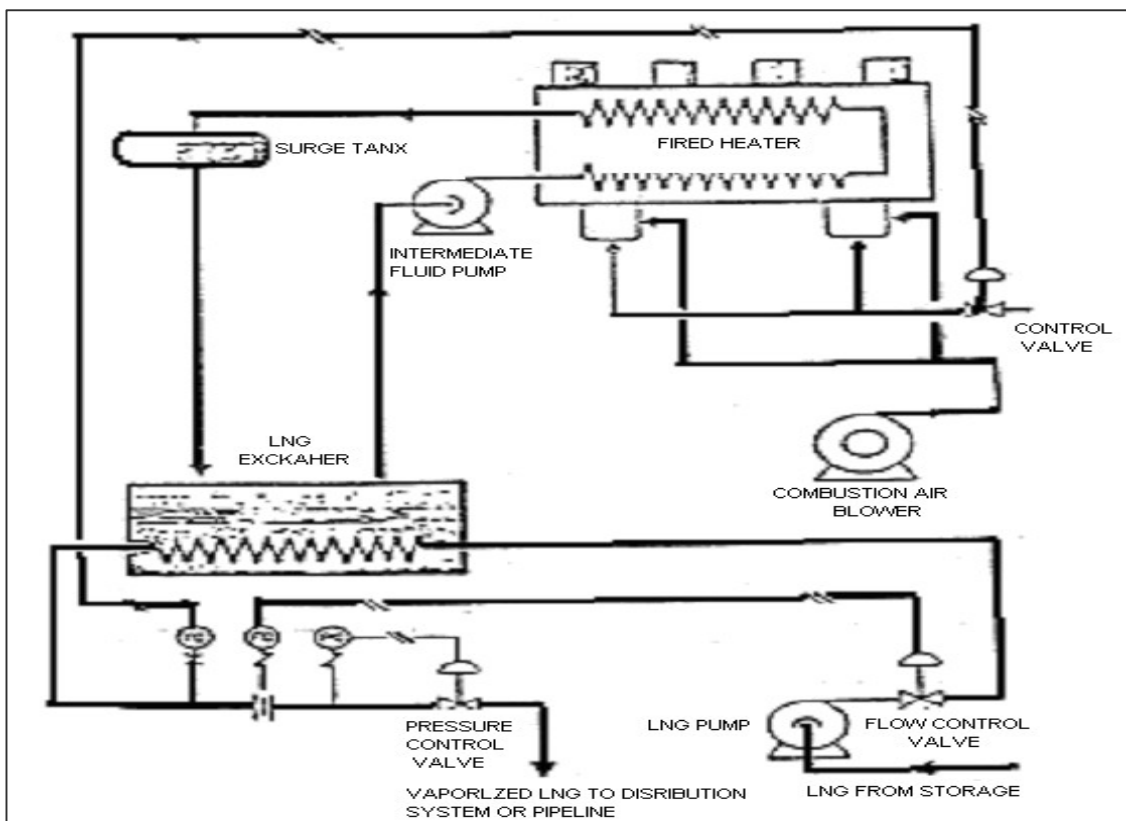 FIRED HEATER
SURGE TANX
INTERMEDIATE
FLUID PUMP
CONTROL
VALVE
LNG
EXCKAHER
COMBUSTION AIR
BLOWER
PRESSURE
CONTROL
VALVE
LNG PUMP
FLOW CONTROL
VALVE
VAPORLZED LNG TO DISRIBUTION
SYSTEM OR PIPELINE
LNG FROM STORAGE